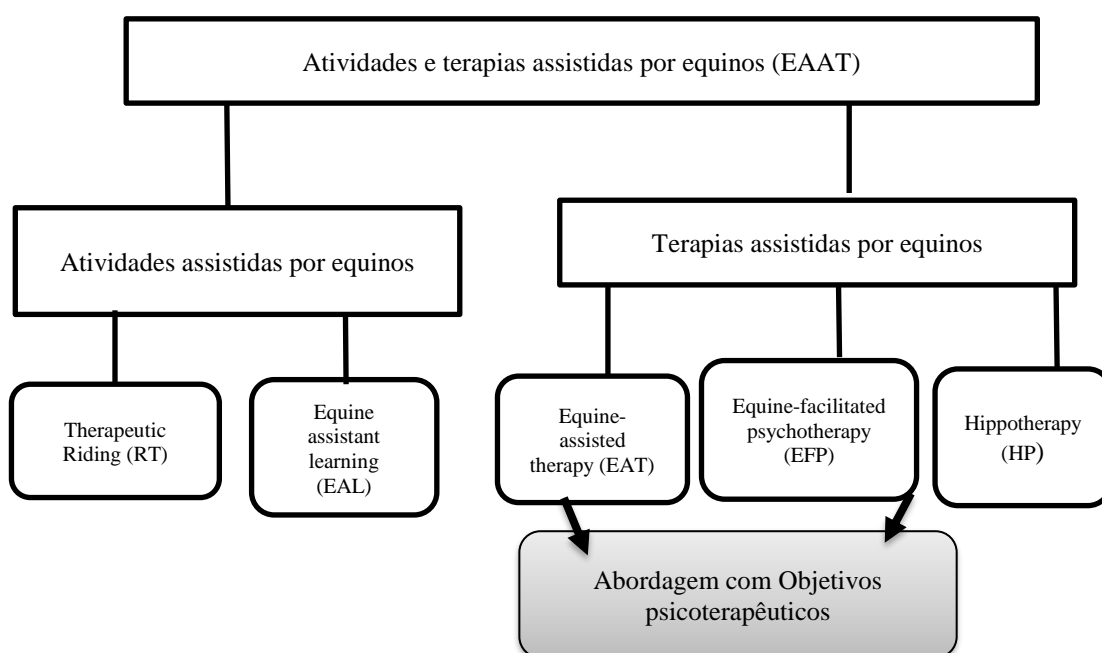 Atividades e terapias assistidas por equinos (EAAT)
Atividades assistidas por equinos
Terapias assistidas por equinos
Therapeutic
Riding (RT)
Equine
assistant
learning
(EAL)
Equine-
assisted
therapy (EAT)
Equine-facilitated
psychotherapy
(EFP)
Hippotherapy
(HP)
Abordagem com Objetivos
psicoterapêuticos